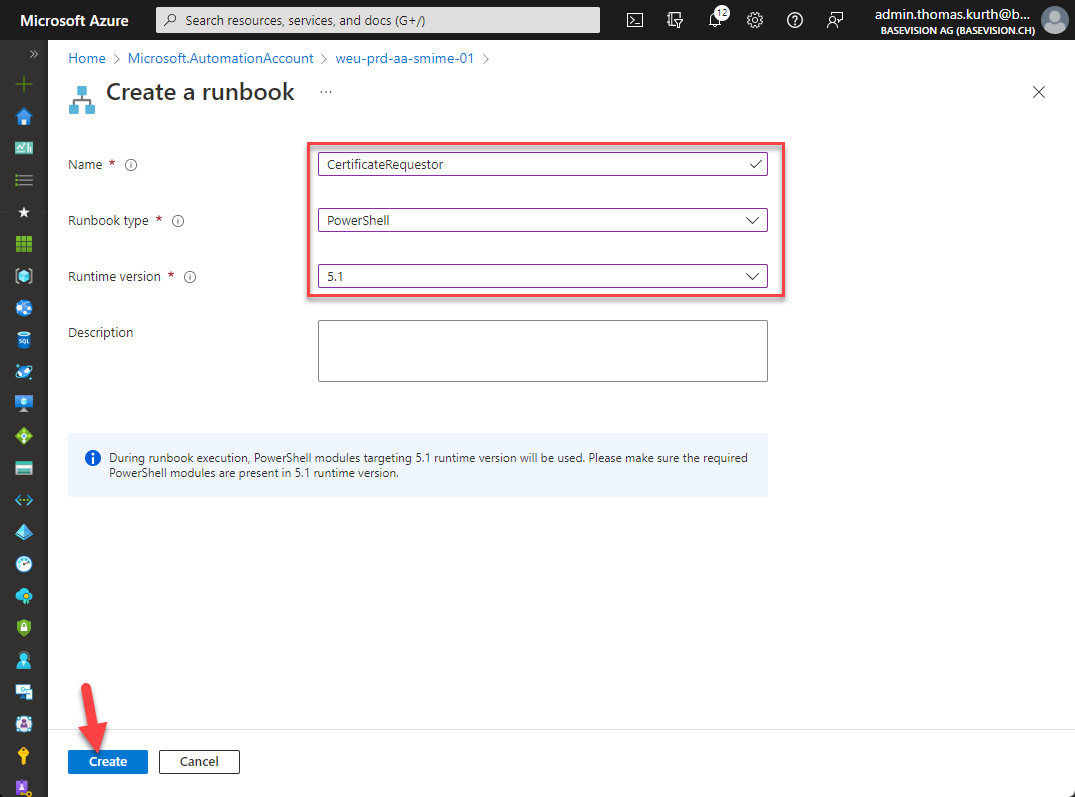 Microsoft Azure
Search resources, services, and docs (G+/)
12
admin.thomas.kurth@b...
BASEVISION AG (BASEVISION.CH)
Home > Microsoft.AutomationAccount > weu-prd-aa-smime-01 >
Create a runbook ...
Name *
CertificateRequestor
Runbook type *
PowerShell
Runtime version *
5.1
Description
During runbook execution, PowerShell modules targeting 5.1 runtime version will be used. Please make sure the required
PowerShell modules are present in 5.1 runtime version.
Create
Cancel